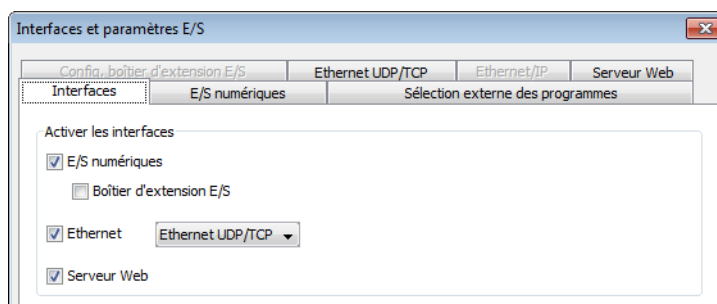 Interfaces et paramètres E/S
Config. boîtier d'extension E/S Ethernet UDP/TCP Ethernet/IP Serveur Web
Interfaces E/S numériques Sélection externe des programmes
Activer les interfaces
E/S numériques
Boîtier d'extension E/S
Ethernet Ethernet UDP/TCP
Serveur Web